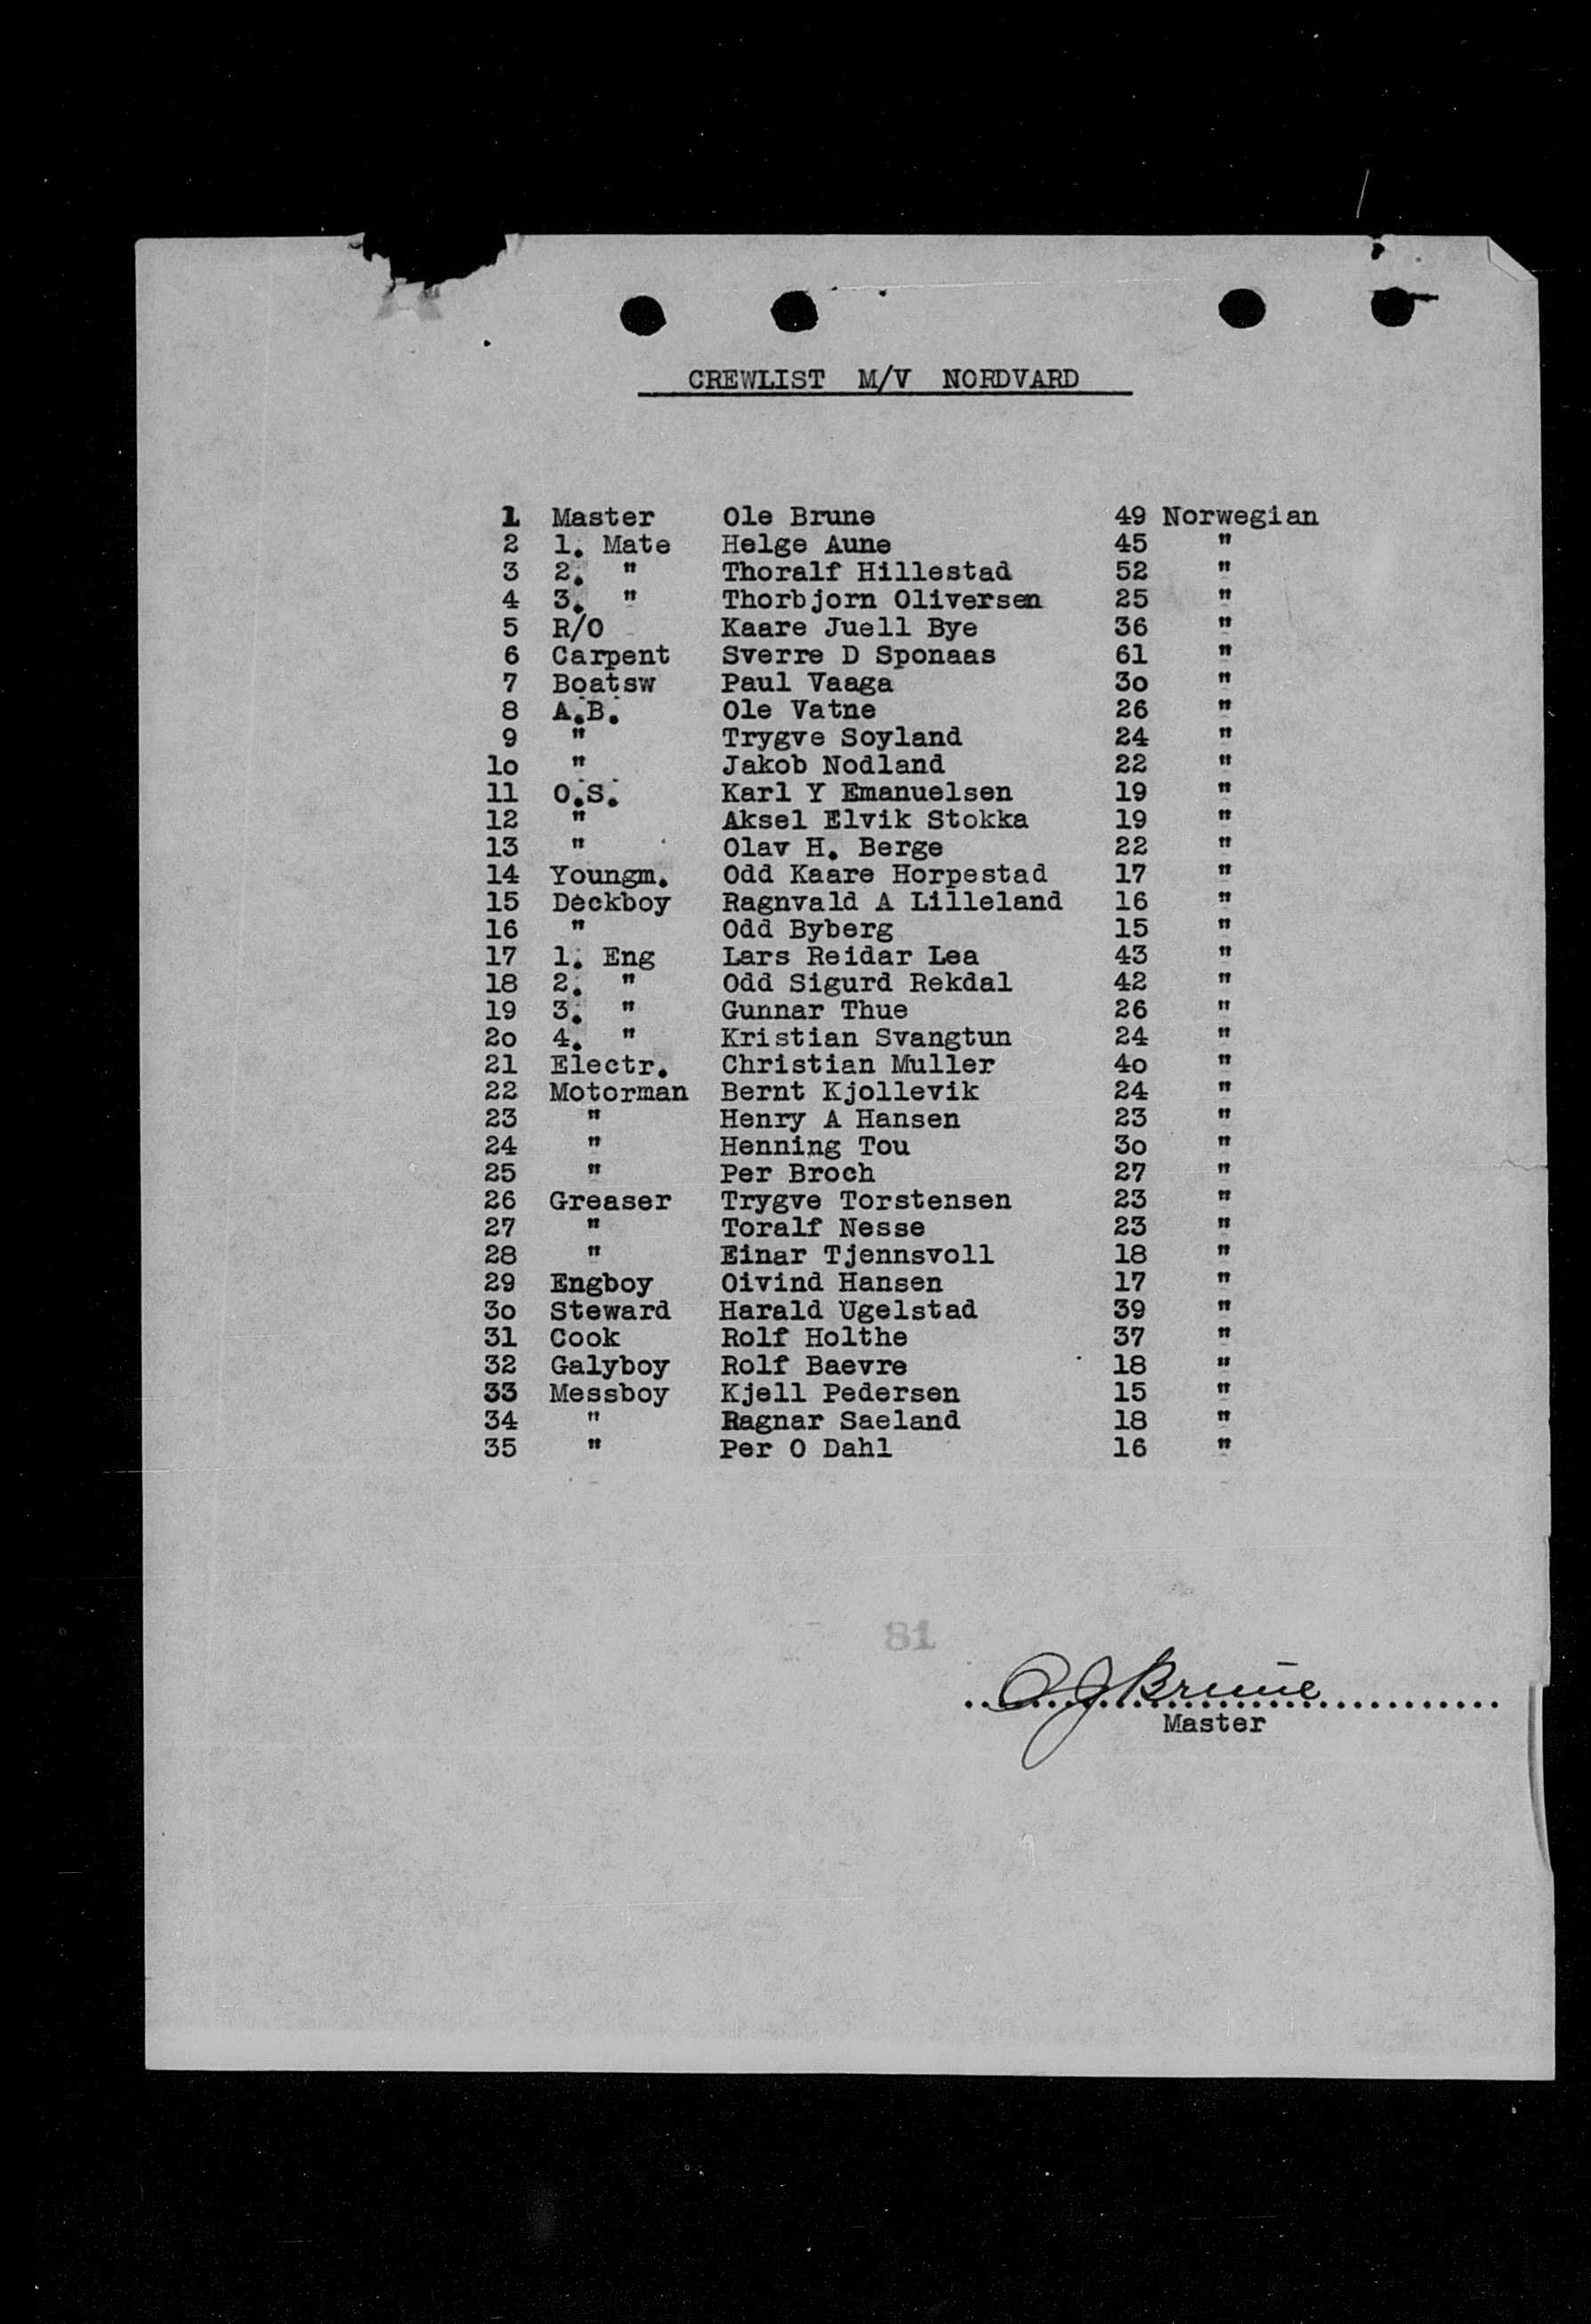 CREWLIST M/V NORDVARD
1 Master Ole Brune 49 Norwegian
2 1. Mate Helge Aune 45 "
3 2. " Thoralf Hillestad 52 "
4 3. " Thorbjorn Oliversen 25 "
5 R/O Kaare Juell Bye 36 "
6 Carpent Sverre D Sponaas 61 "
7 Boatsw Paul Vaaga 3o "
8 A.B. Ole Vatne 26 "
9 " Trygve Soyland 24 "
lo " Jakob Nodland 22 "
11 O.S. Karl Y Emanuelsen 19 "
12 " Aksel Elvik Stokka 19 "
13 " Olav H. Berge 22 "
14 Youngm. Odd Kaare Horpestad 17 "
15 Deckboy Ragnvald A Lilleland 16 "
16 " Odd Byberg 15 "
17 1. Eng Lars Reidar Lea 43 "
18 2. " Odd Sigurd Rekdal 42 "
19 3. " Gunnar Thue 26 "
2o 4. " Kristian Svangtun 24 "
21 Electr. Christian Muller 4o "
22 Motorman Bernt Kjollevik 24 "
23 " Henry A Hansen 23 "
24 " Henning Tou 3o "
25 " Per Broch 27 "
26 Greaser Trygve Torstensen 23 "
27 " Toralf Nesse 23 "
28 " Einar Tjennsvoll 18 "
29 Engboy Oivind Hansen 17 "
3o Steward Harald Ugelstad 39 "
31 Cook Rolf Holthe 37 "
32 Galyboy Rolf Baevre 18 "
33 Messboy Kjell Pedersen 15 "
34 " Ragnar Saeland 18 "
35 " Per O Dahl 16 "
81
O J Brune
Master